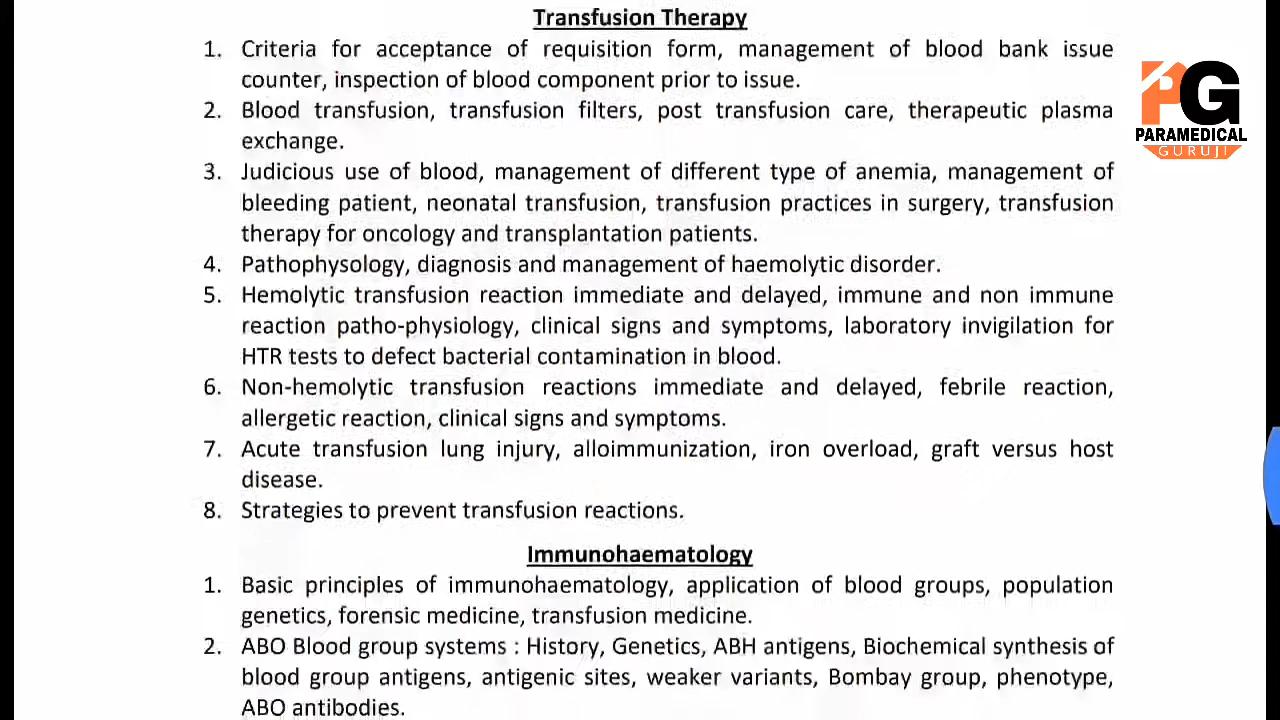 Transfusion Therapy
1. Criteria for acceptance of requisition form, management of blood bank issue
counter, inspection of blood component prior to issue.
2. Blood transfusion, transfusion filters, post transfusion care, therapeutic plasma
exchange.
3. Judicious use of blood, management of different type of anemia, management of
bleeding patient, neonatal transfusion, transfusion practices in surgery, transfusion
therapy for oncology and transplantation patients.
4. Pathophysology, diagnosis and management of haemolytic disorder.
5. Hemolytic transfusion reaction immediate and delayed, immune and non immune
reaction patho-physiology, clinical signs and symptoms, laboratory invigilation for
HTR tests to defect bacterial contamination in blood.
6. Non-hemolytic transfusion reactions immediate and delayed, febrile reaction,
allergetic reaction, clinical signs and symptoms.
7. Acute transfusion lung injury, alloimmunization, iron overload, graft versus host
disease.
8. Strategies to prevent transfusion reactions.
Immunohaematology
1. Basic principles of immunohaematology, application of blood groups, population
genetics, forensic medicine, transfusion medicine.
2. ABO Blood group systems : History, Genetics, ABH antigens, Biochemical synthesis of
blood group antigens, antigenic sites, weaker variants, Bombay group, phenotype,
ABO antibodies.
PG
PARAMEDICAL
GURUJI